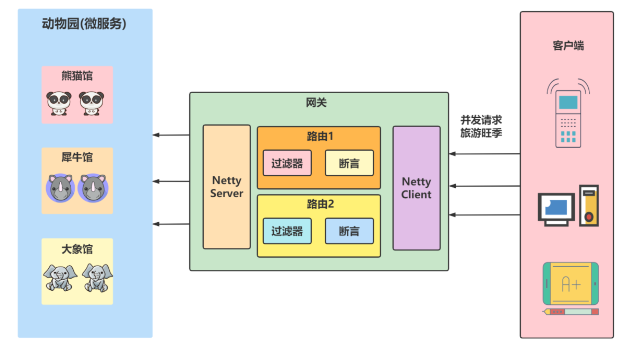 动物园(微服务)
熊猫馆
犀牛馆
大象馆
网关
Netty
Server
路由1
过滤器
断言
路由2
过滤器
断言
Netty
Client
并发请求
旅游旺季
客户端
A+